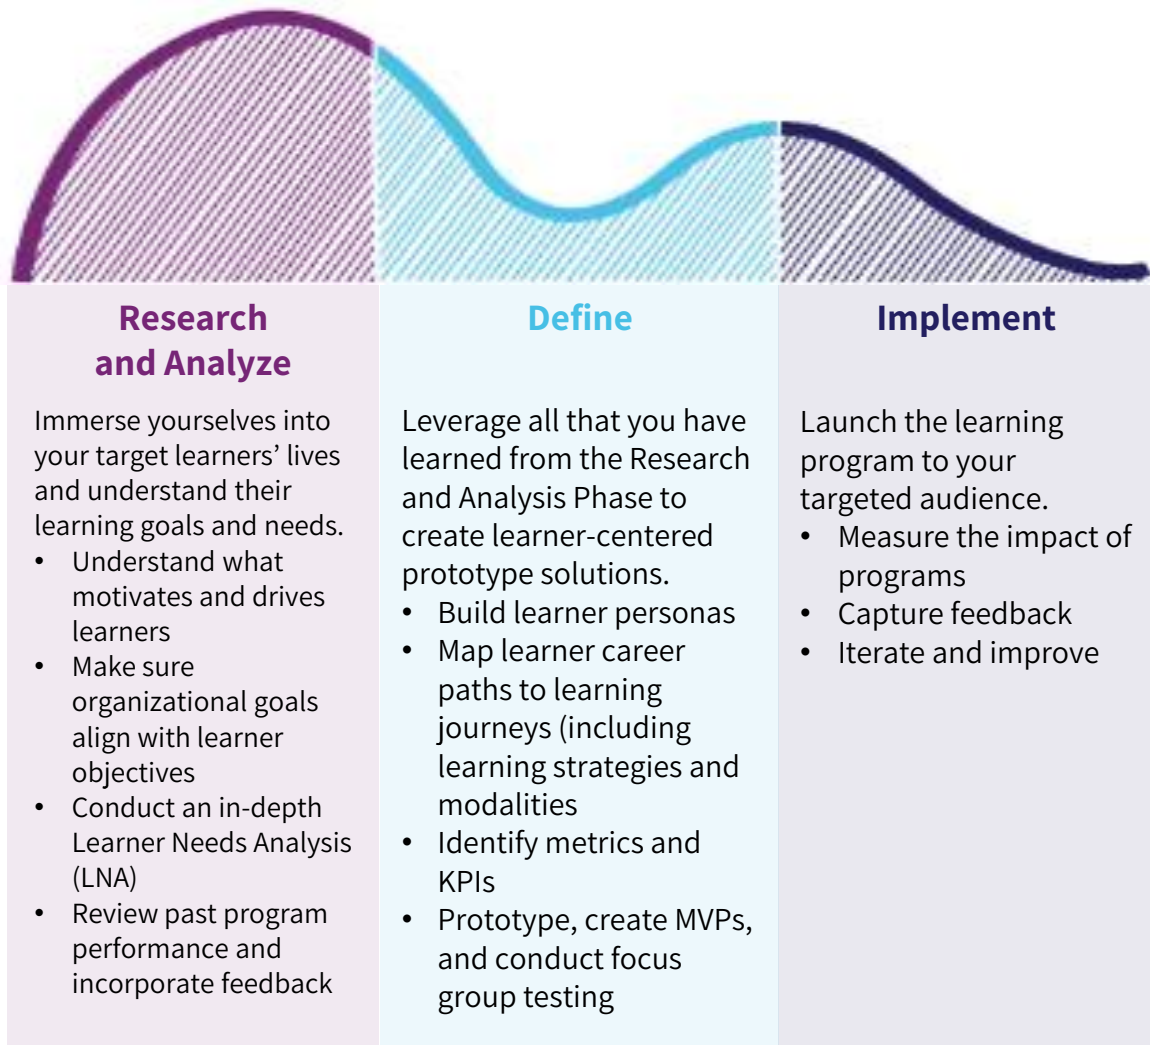 Research
and Analyze
Immerse yourselves into
your target learners’ lives
and understand their
learning goals and needs.
• Understand what
motivates and drives
learners
• Make sure
organizational goals
align with learner
objectives
• Conduct an in-depth
Learner Needs Analysis
(LNA)
• Review past program
performance and
incorporate feedback
Define
Leverage all that you have
learned from the Research
and Analysis Phase to
create learner-centered
prototype solutions.
• Build learner personas
• Map learner career
paths to learning
journeys (including
learning strategies and
modalities
• Identify metrics and
KPIs
• Prototype, create MVPs,
and conduct focus
group testing
Implement
Launch the learning
program to your
targeted audience.
• Measure the impact of
programs
• Capture feedback
• Iterate and improve